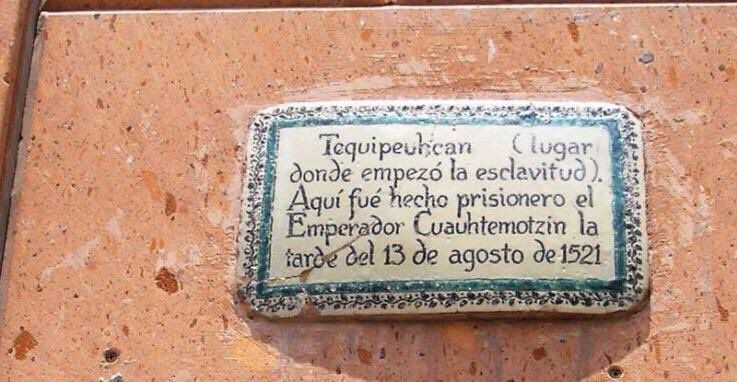 Tequipeuhcan (lugar
donde empezó la esclavitud).
Aquí fué hecho prisionero el
Emperador Cuauhtemotzin la
tarde del 13 de agosto de 1521